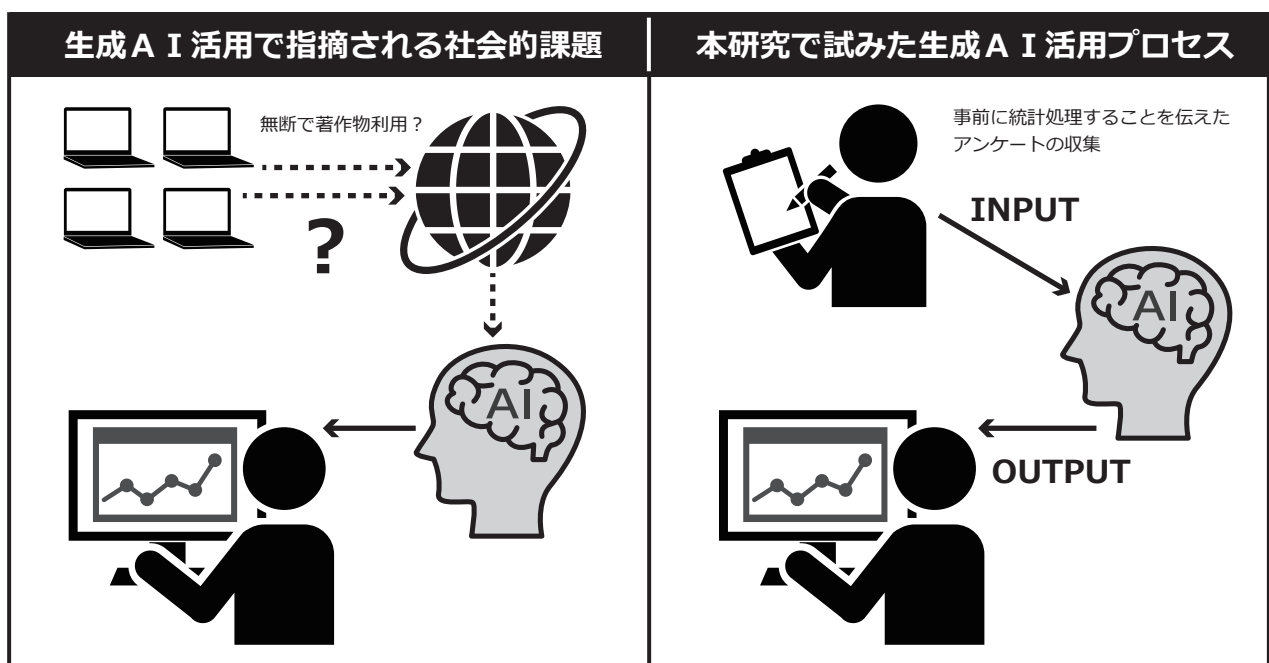 生成ＡＩ活用で指摘される社会的課題
無断で著作物利用？
?
AI
本研究で試みた生成ＡＩ活用プロセス
事前に統計処理することを伝えた
アンケートの収集
INPUT
AI
OUTPUT